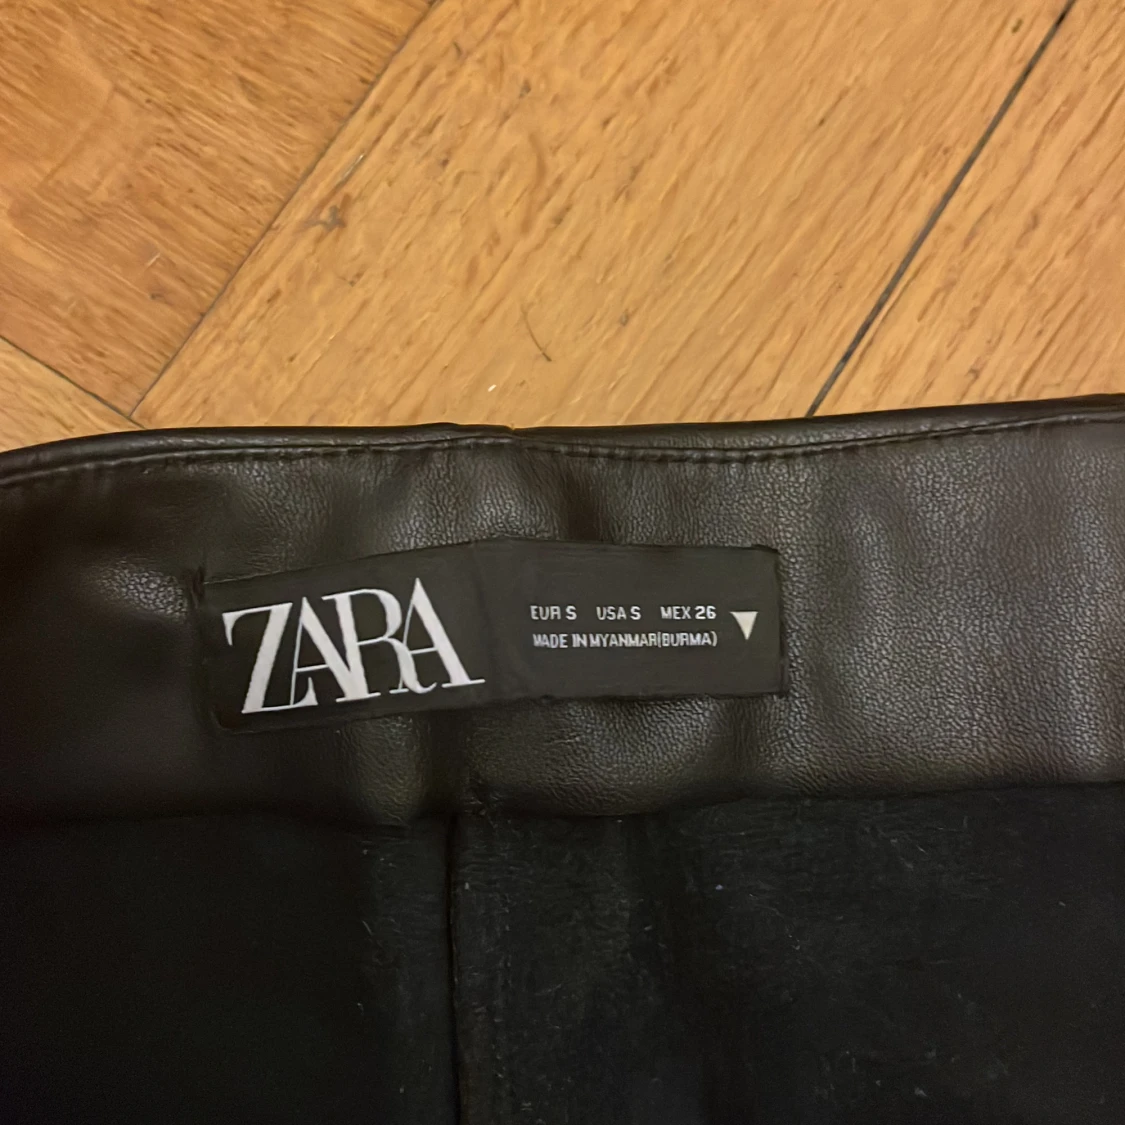 ZARA
EUR S USA S MEX 26
MADE IN MYANMAR(BURMA)